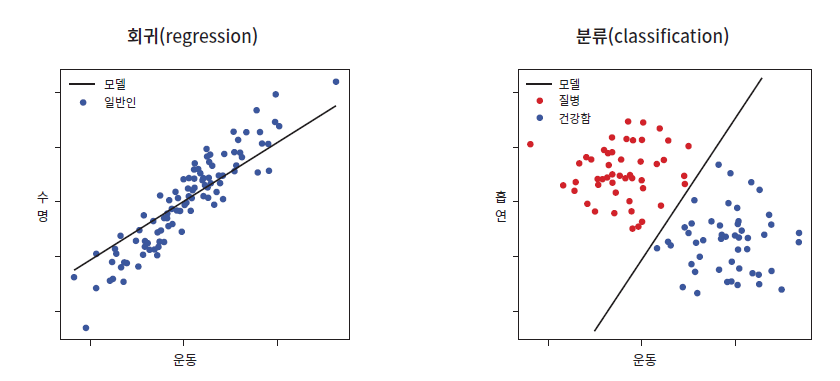 회귀(regression)
모델
일반인
수
명
운동
분류(classification)
모델
질병
건강함
흡
연
운동